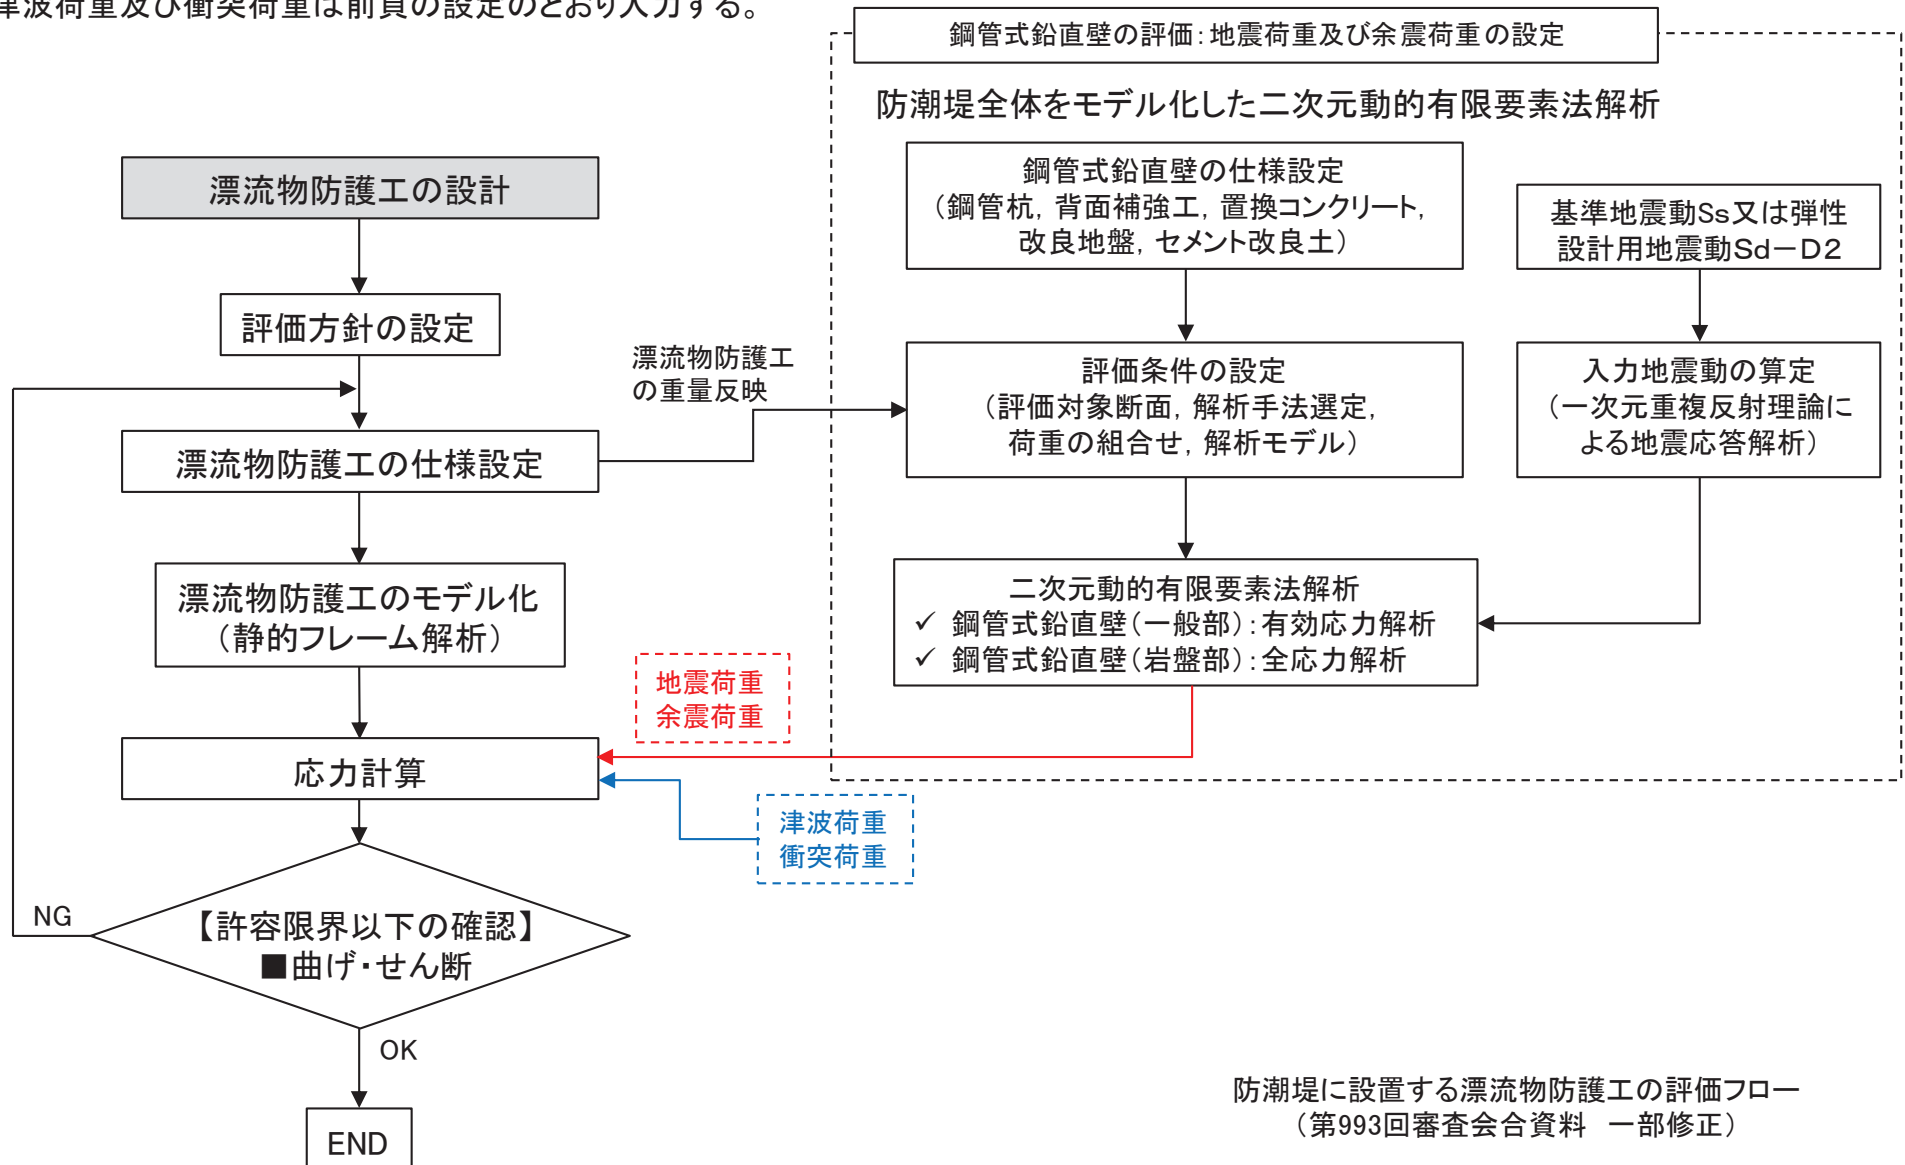 津波荷重及び衝突荷重は前頁の設定のとおり入力する。
鋼管式鉛直壁の評価:地震荷重及び余震荷重の設定
防潮堤全体をモデル化した二次元動的有限要素法解析
漂流物防護工の設計
評価方針の設定
漂流物防護工の仕様設定
漂流物防護工
の重量反映
漂流物防護工のモデル化
(静的フレーム解析)
応力計算
【許容限界以下の確認】
■曲げ・せん断
NG
OK
END
鋼管式鉛直壁の仕様設定
(鋼管杭,背面補強工,置換コンクリート,
改良地盤,セメント改良土)
基準地震動Ss又は弾性
設計用地震動Sd-D2
評価条件の設定
(評価対象断面,解析手法選定,
荷重の組合せ,解析モデル)
入力地震動の算定
(一次元重複反射理論に
よる地震応答解析)
二次元動的有限要素法解析
✓ 鋼管式鉛直壁(一般部):有効応力解析
✓ 鋼管式鉛直壁(岩盤部):全応力解析
地震荷重
余震荷重
津波荷重
衝突荷重
防潮堤に設置する漂流物防護工の評価フロー
(第993回審査会合資料 一部修正)